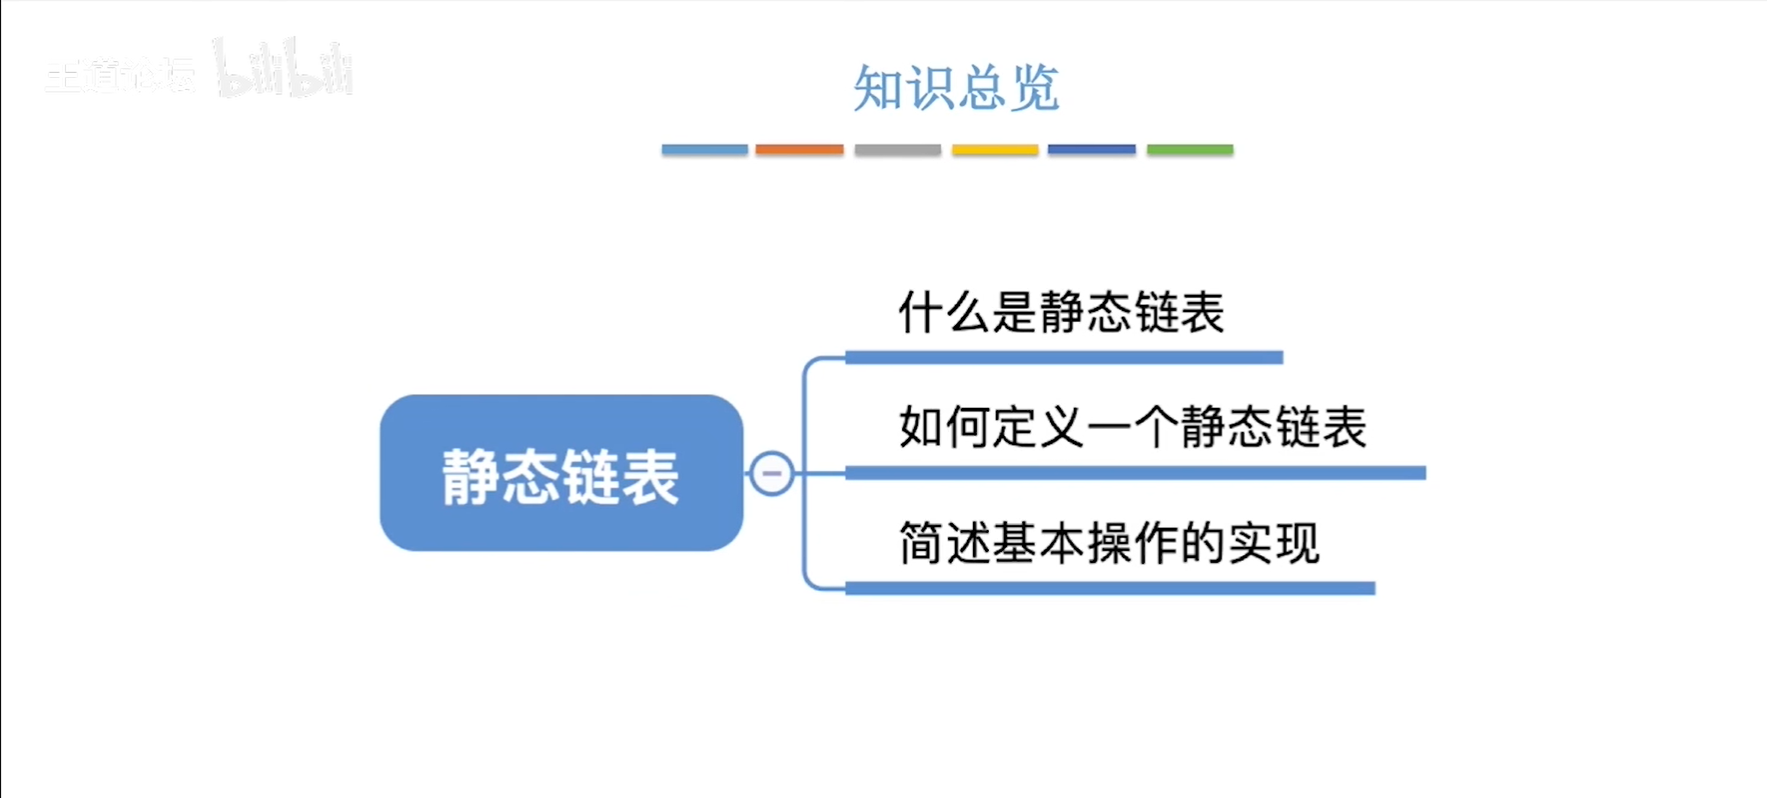 王道论坛 bilibili
知识总览
什么是静态链表
如何定义一个静态链表
静态链表
简述基本操作的实现